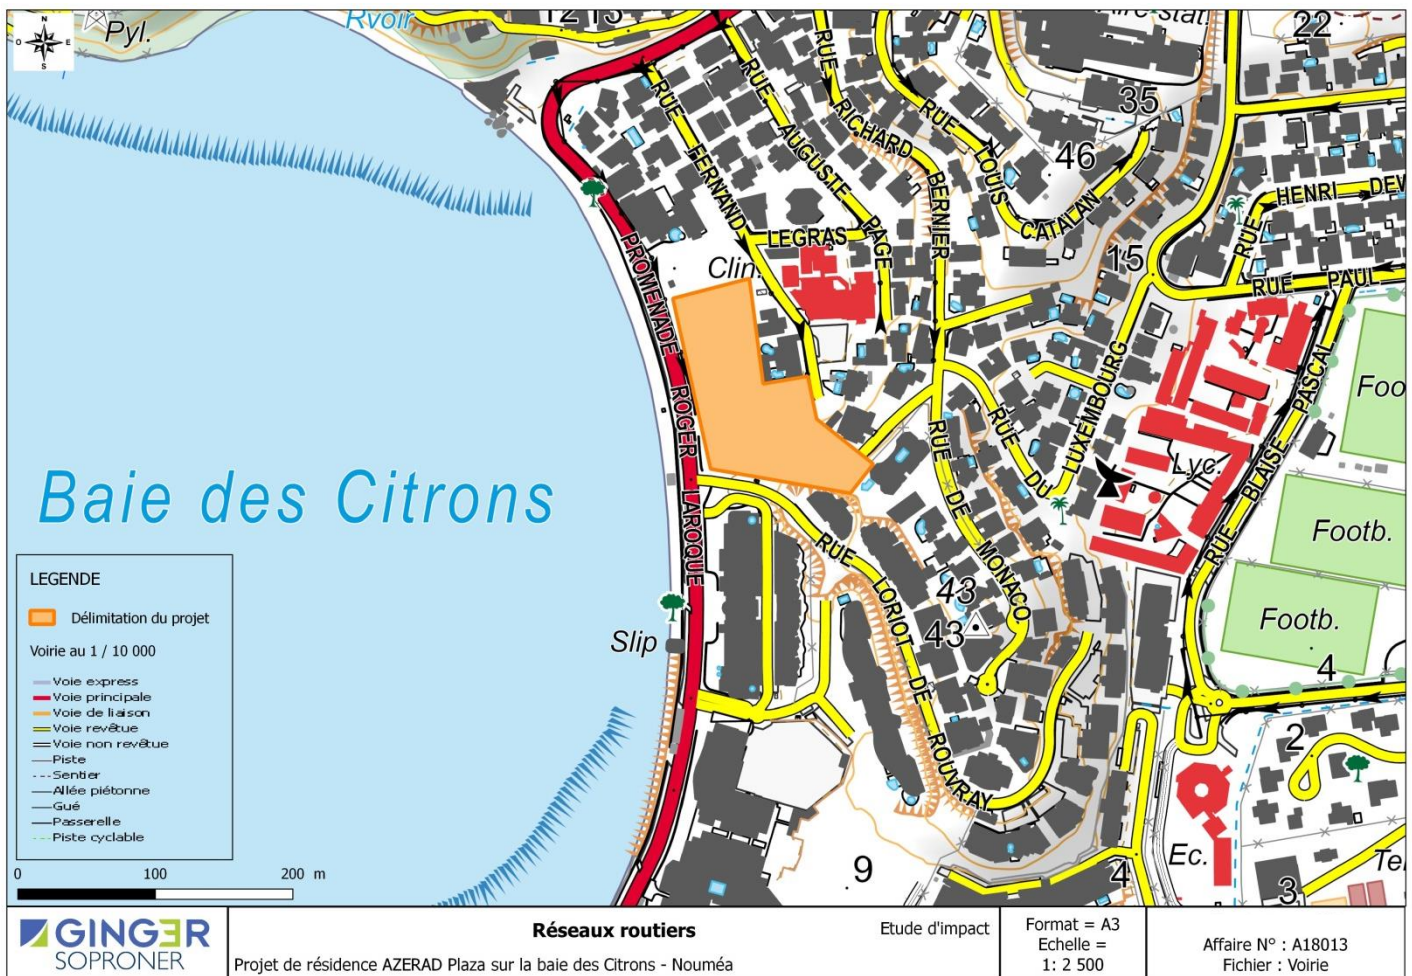 N
O E
S
Pyl.
Rvoir
12 13
22
35
46
15
RUE FERNAND
LEGRAS
RUE AUGUSTE PAGE
RUE RICHARD BERNIER
RUE LOUIS CATALAN
RUE HENRI DEW
RUE PAUL
Clin.
PROMENADE ROGER LAROQUE
RUE DU LUXEMBOURG
RUE BLAISE PASCAL
Lyc.
Foo
Footb.
Footb.
Baie des Citrons
RUE DE MONACO
RUE LORIOT DE ROUVRAY
43
43
Slip
4
2
9
4
Ec.
3
Te
LEGENDE
Délimitation du projet
Voirie au 1 / 10 000
Voie express
Voie principale
Voie de liaison
Voie revêtue
Voie non revêtue
Piste
Sentier
Allée piétonne
Gué
Passerelle
Piste cyclable
0 100 200 m
GINGER
SOPRONER
Réseaux routiers
Etude d'impact
Projet de résidence AZERAD Plaza sur la baie des Citrons - Nouméa
Format = A3
Echelle =
1: 2 500
Affaire N° : A18013
Fichier : Voirie